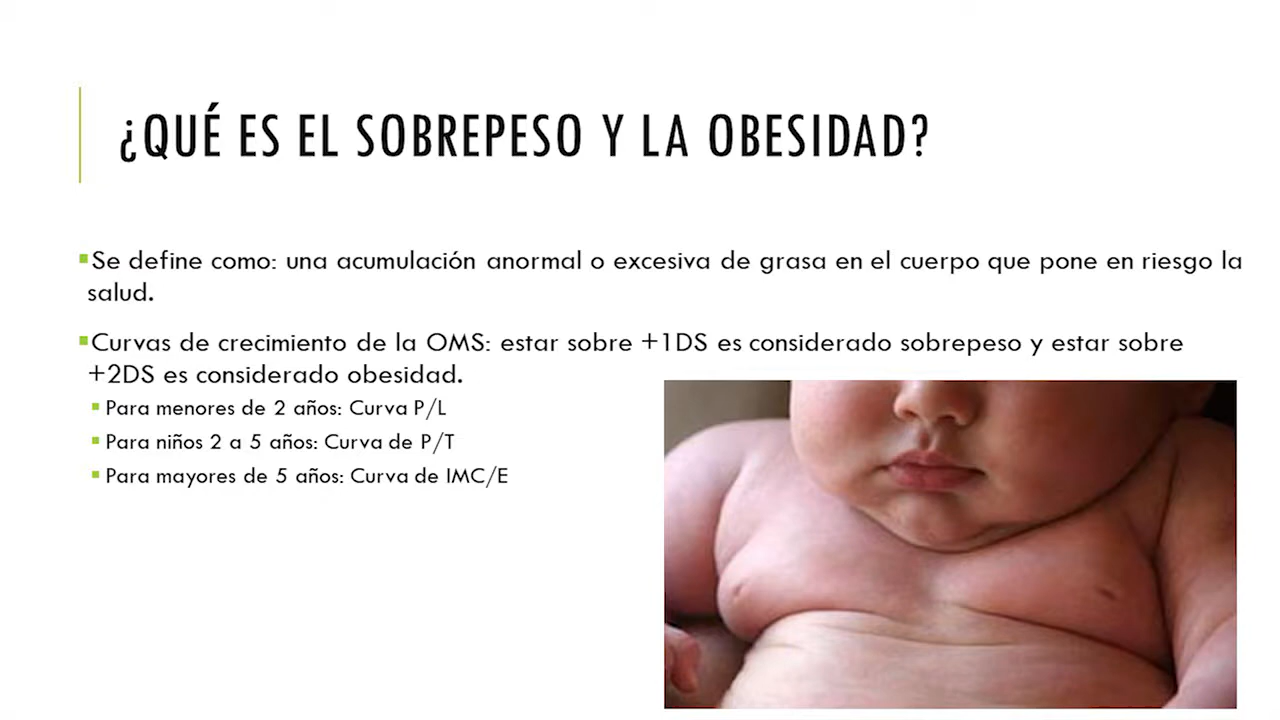 ¿QUÉ ES EL SOBREPESO Y LA OBESIDAD?
▪Se define como: una acumulación anormal o excesiva de grasa en el cuerpo que pone en riesgo la
salud.
▪Curvas de crecimiento de la OMS: estar sobre +1DS es considerado sobrepeso y estar sobre
+2DS es considerado obesidad.
▪Para menores de 2 años: Curva P/L
▪Para niños 2 a 5 años: Curva de P/T
▪Para mayores de 5 años: Curva de IMC/E